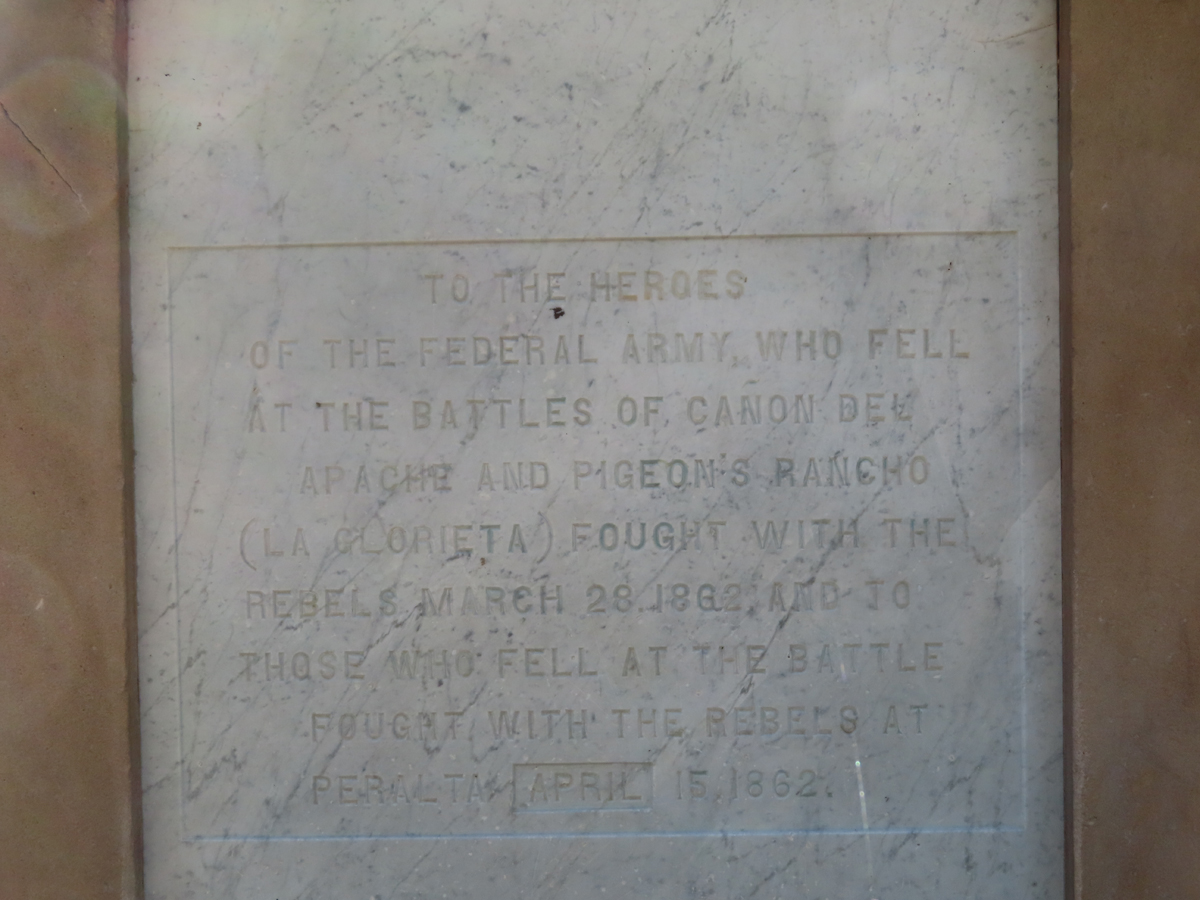 TO THE HEROES
OF THE FEDERAL ARMY, WHO FELL
AT THE BATTLES OF CANON DEL
APACHE AND PIGEON'S RANCHO
(LA GLORIETA) FOUGHT WITH THE
REBELS MARCH 28.1862, AND TO
THOSE WHO FELL AT THE BATTLE
FOUGHT WITH THE REBELS AT
PERALTA APRIL 15.1862.